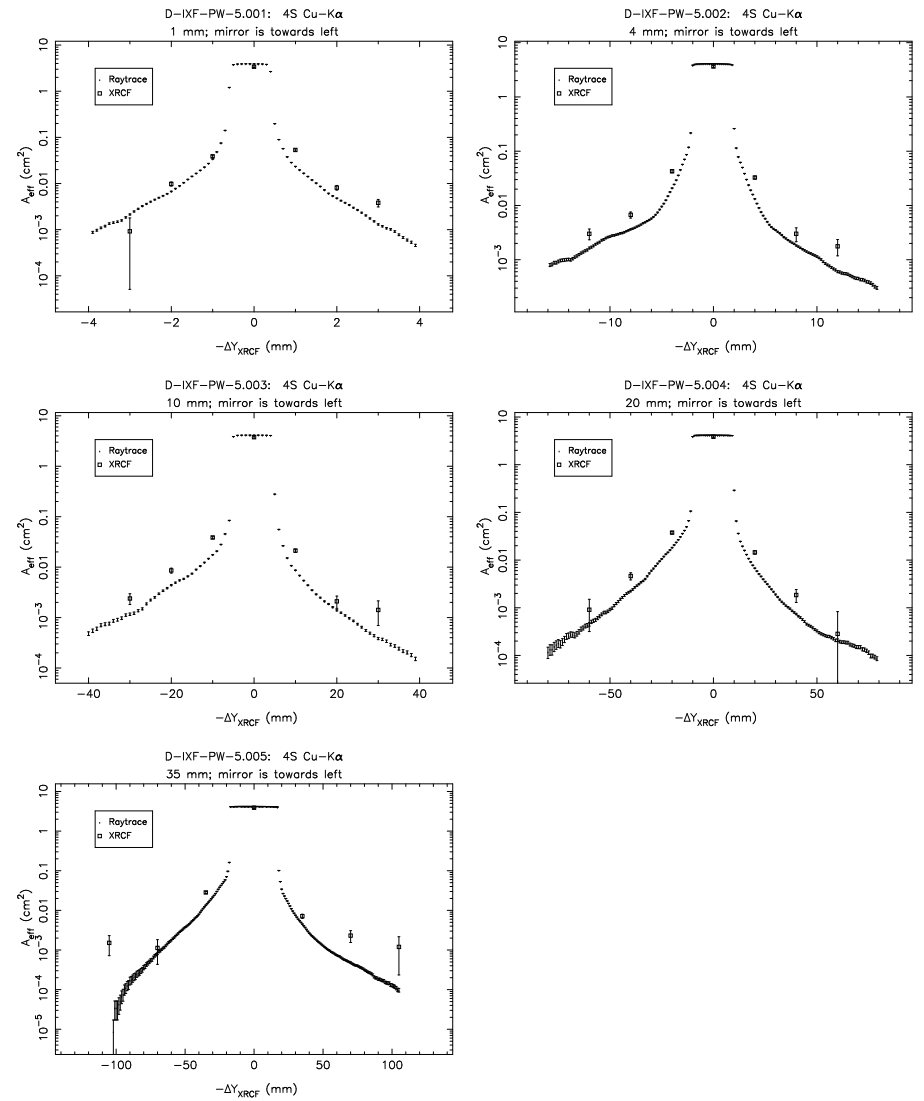 D-IXF-PW-5.001: 4S Cu-Kα
1 mm; mirror is towards left
Raytrace
XRCF
A_eff (cm²)
10 1 0.1 0.01 10⁻³ 10⁻⁴
-4 -2 0 2 4
-ΔY_XRCF (mm)
D-IXF-PW-5.002: 4S Cu-Kα
4 mm; mirror is towards left
Raytrace
XRCF
A_eff (cm²)
10 1 0.1 0.01 10⁻³
-10 0 10
-ΔY_XRCF (mm)
D-IXF-PW-5.003: 4S Cu-Kα
10 mm; mirror is towards left
Raytrace
XRCF
A_eff (cm²)
10 1 0.1 0.01 10⁻³ 10⁻⁴
-40 -20 0 20 40
-ΔY_XRCF (mm)
D-IXF-PW-5.004: 4S Cu-Kα
20 mm; mirror is towards left
Raytrace
XRCF
A_eff (cm²)
10 1 0.1 0.01 10⁻³ 10⁻⁴
-50 0 50
-ΔY_XRCF (mm)
D-IXF-PW-5.005: 4S Cu-Kα
35 mm; mirror is towards left
Raytrace
XRCF
A_eff (cm²)
10 1 0.1 0.01 10⁻³ 10⁻⁴ 10⁻⁵
-100 -50 0 50 100
-ΔY_XRCF (mm)